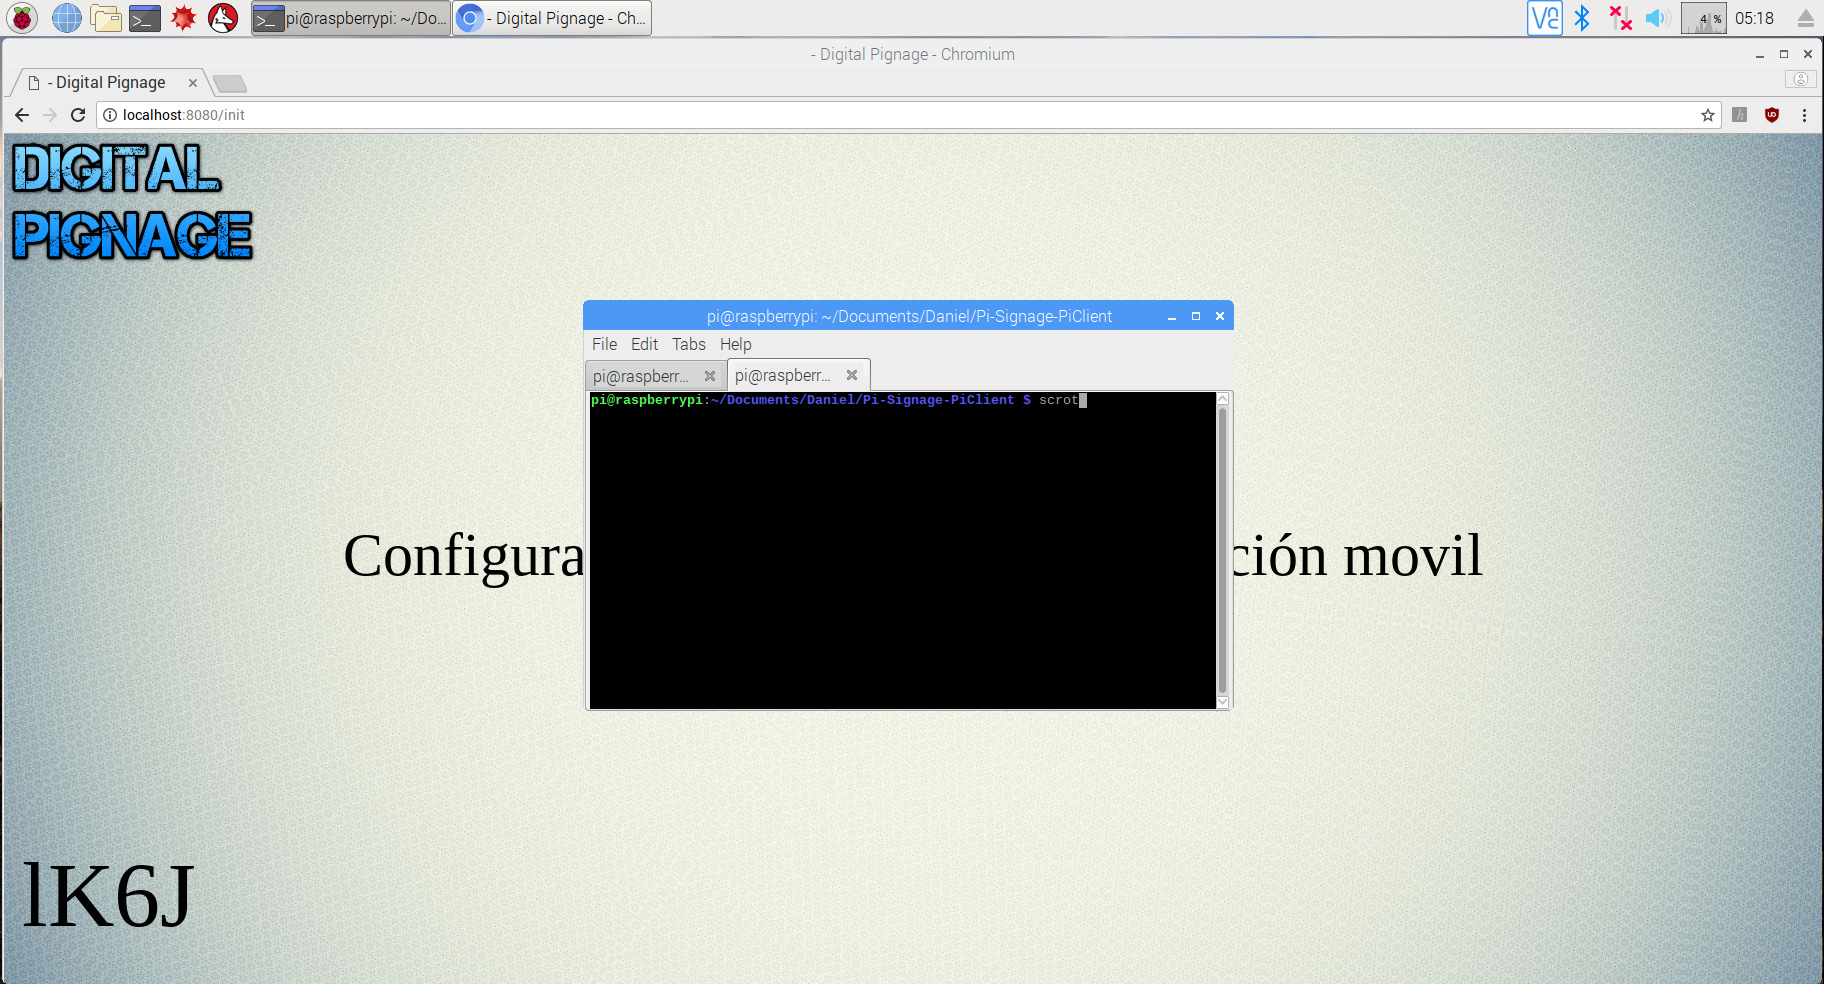 pi@raspberrypi: ~/Do...
- Digital Pignage - Ch...
4 %
05:18
- Digital Pignage - Chromium
- Digital Pignage
localhost:8080/init
DIGITAL
PIGNAGE
pi@raspberrypi: ~/Documents/Daniel/Pi-Signage-PiClient
File Edit Tabs Help
pi@raspberr...
pi@raspberr...
pi@raspberrypi:~/Documents/Daniel/Pi-Signage-PiClient $ scrot
Configura ción movil
lK6J